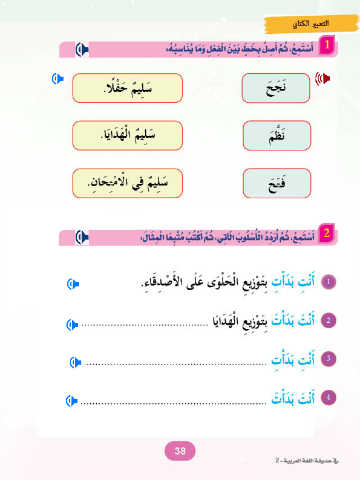 التعبير الكتابي
1 أَسْتَمِعُ، ثُمَّ أَصِلُ بِخَطٍّ بَيْنَ الْفِعْلِ وَمَا يُنَاسِبُهُ:
نَجَحَ سَلِيمٌ حَفْلًا.
نَظَّمَ سَلِيمٌ الْهَدَايَا.
فَتَحَ سَلِيمٌ فِي الْامْتِحَانِ.
2 أَسْتَمِعُ، ثُمَّ أُرَدِّدُ الْأُسْلُوبَ الْآتِي، ثُمَّ أَكْتُبُ مُتَّبِعًا الْمِثَالَ:
1 أَنْتِ بَدَأْتِ بِتَوْزِيعِ الْحَلْوَى عَلَى الْأَصْدِقَاءِ.
2 أَنْتَ بَدَأْتَ بِتَوْزِيعِ الْهَدَايَا ........................................
3 أَنْتِ بَدَأْتِ ............................................................
4 أَنْتَ بَدَأْتَ ............................................................
38
في حديقة اللغة العربية - 2